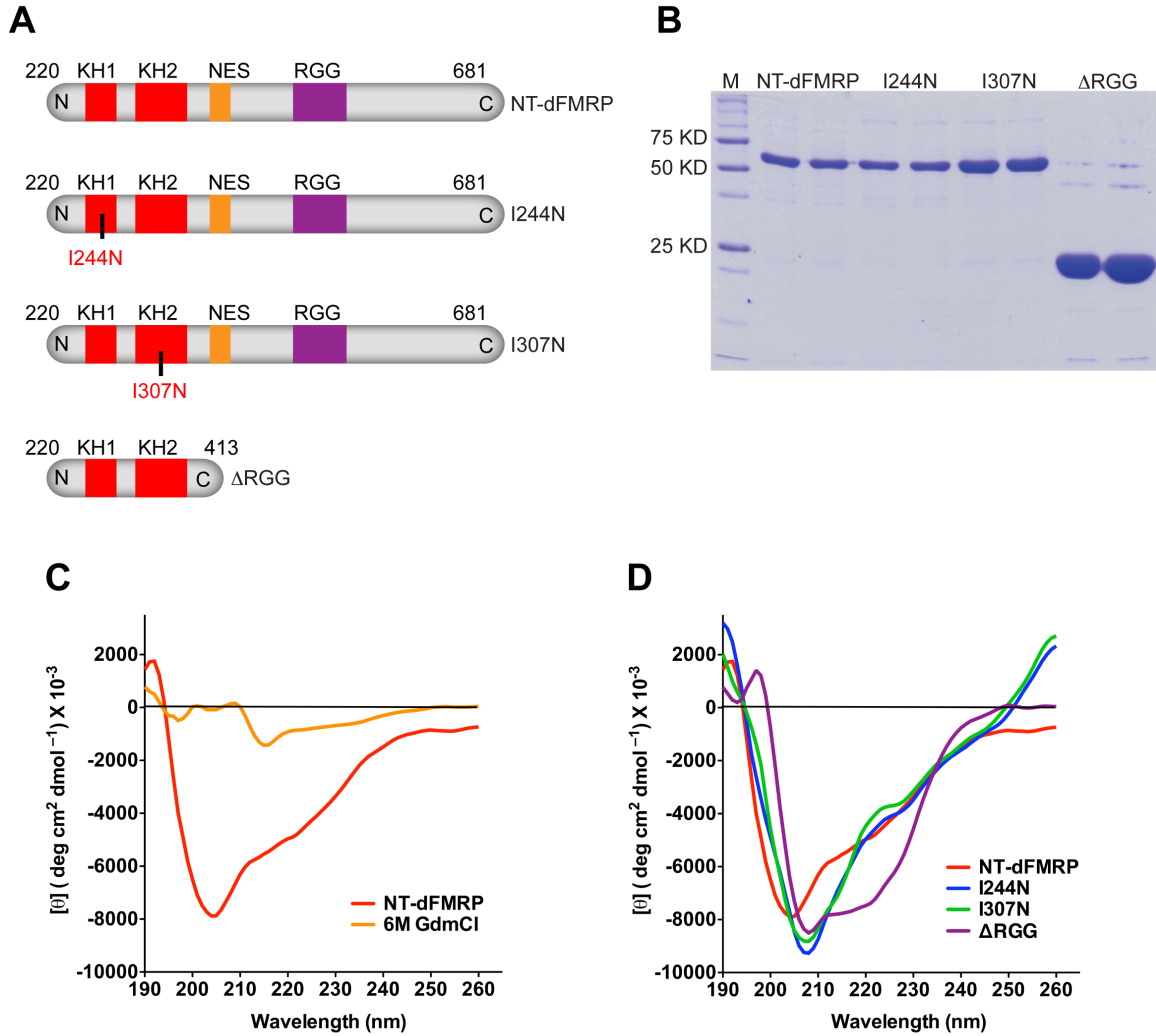 A
220 KH1 KH2 NES RGG 681
N C NT-dFMRP
220 KH1 KH2 NES RGG 681
N C I244N
I244N
220 KH1 KH2 NES RGG 681
N C I307N
I307N
220 KH1 KH2 413
N C ΔRGG
B
M NT-dFMRP I244N I307N ΔRGG
75 KD
50 KD
25 KD
C
[θ] ( deg cm² dmol ⁻¹) X 10⁻³
2000
0
-2000
-4000
-6000
-8000
-10000
190 200 210 220 230 240 250 260
Wavelength (nm)
NT-dFMRP
6M GdmCl
D
[θ] ( deg cm² dmol ⁻¹) X 10⁻³
2000
0
-2000
-4000
-6000
-8000
-10000
190 200 210 220 230 240 250 260
Wavelength (nm)
NT-dFMRP
I244N
I307N
ΔRGG